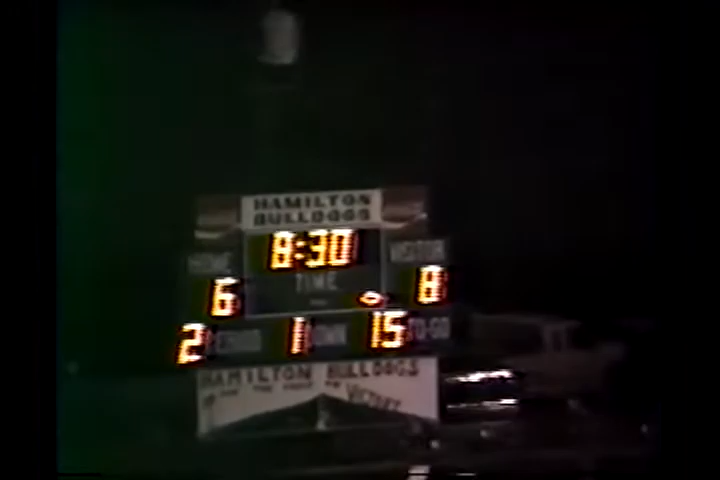 HAMILTON
BULLDOGS
8:30
HOME TIME VISITOR
6 8
2 1 DOWN 15 TO GO
HAMILTON BULLDOGS
VICTORY